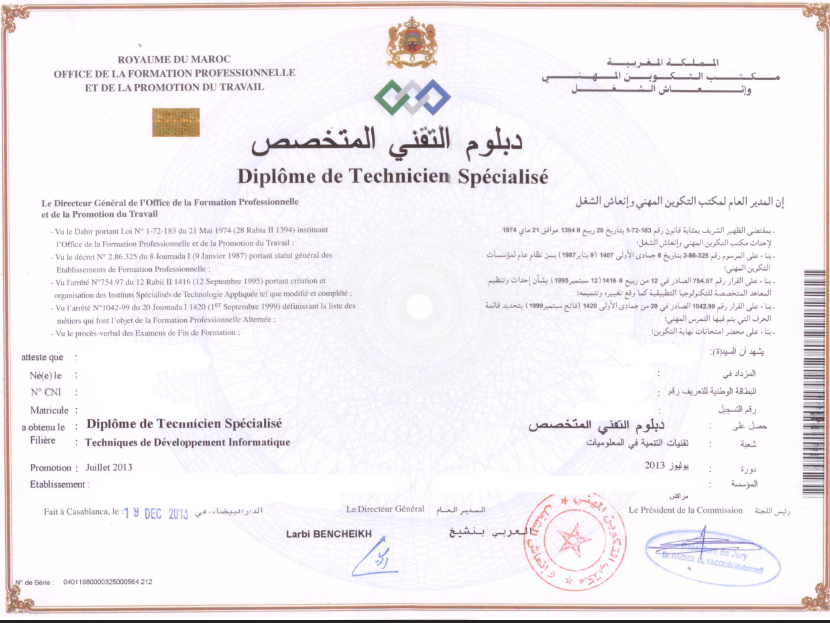 ROYAUME DU MAROC
OFFICE DE LA FORMATION PROFESSIONNELLE
ET DE LA PROMOTION DU TRAVAIL
المملكة المغربية
مكتب التكوين المهني
وإنعاش الشغل
دبلوم التقني المتخصص
Diplôme de Technicien Spécialisé
Le Directeur Général de l'Office de la Formation Professionnelle
et de la Promotion du Travail
- Vu le Dahir portant Loi N° 1-72-183 du 21 Mai 1974 (28 Rabia II 1394) instituant
l'Office de la Formation Professionnelle et de la Promotion du Travail ;
- Vu le décret N° 2.86.325 du 8 Joumada I (9 Janvier 1987) portant statut général des
Etablissements de Formation Professionnelle ;
- Vu l'arrêté N°754.97 du 12 Rabii II 1416 (12 Septembre 1995) portant création et
organisation des Instituts Spécialisés de Technologie Appliquée tel que modifié et complété ;
- Vu l'arrêté N°1042-99 du 20 Joumada I 1420 (1ST Septembre 1999) définissant la liste des
métiers qui font l'objet de la Formation Professionnelle Alternée ;
- Vu le procès-verbal des Examens de Fin de Formation ;
إن المدير العام لمكتب التكوين المهني وإنعاش الشغل
- بمقتضى الظهير الشريف بمثابة قانون رقم 1-72-183 بتاريخ 28 ربيع II 1394 موافق 21 ماي 1974
لإحداث مكتب التكوين المهني وإنعاش الشغل؛
- بناء على المرسوم رقم 2-86-325 بتاريخ 8 جمادى الأولى 1407 (9 يناير 1987) بسن نظام عام لمؤسسات
التكوين المهني؛
- بناء على القرار رقم 754.97 الصادر في 12 من ربيع II 1416 (12 سبتمبر 1995) بشأن إحداث وتنظيم
المعاهد المتخصصة للتكنولوجيا التطبيقية كما وقع تغييره وتتميمه؛
- بناء على القرار رقم 1042.99 الصادر في 20 من جمادى الأولى 1420 (فاتح سبتمبر 1999) بتحديد قائمة
الحرف التي يتم فيها التمرس المهني؛
- بناء على محضر امتحانات نهاية التكوين؛
atteste que :
يشهد أن السيد(ة):
Né(e) le :
المزداد في :
N° CNI :
البطاقة الوطنية للتعريف رقم :
Matricule :
رقم التسجيل :
a obtenu le : Diplôme de Technicien Spécialisé
حصل على : دبلوم التقني المتخصص
Filière : Techniques de Développement Informatique
شعبة : تقنيات التنمية في المعلوميات
Promotion : Juillet 2013
دورة : يوليوز 2013
Etablissement :
المؤسسة :
مراكش
Fait à Casablanca, le : 19 DEC 2013 الدار البيضاء، في
Le Directeur Général المدير العام
Le Président de la Commission رئيس اللجنة
Larbi BENCHEIKH العربي بنشيخ
Président de Jury
N° de Série : 04011980000325000564 212